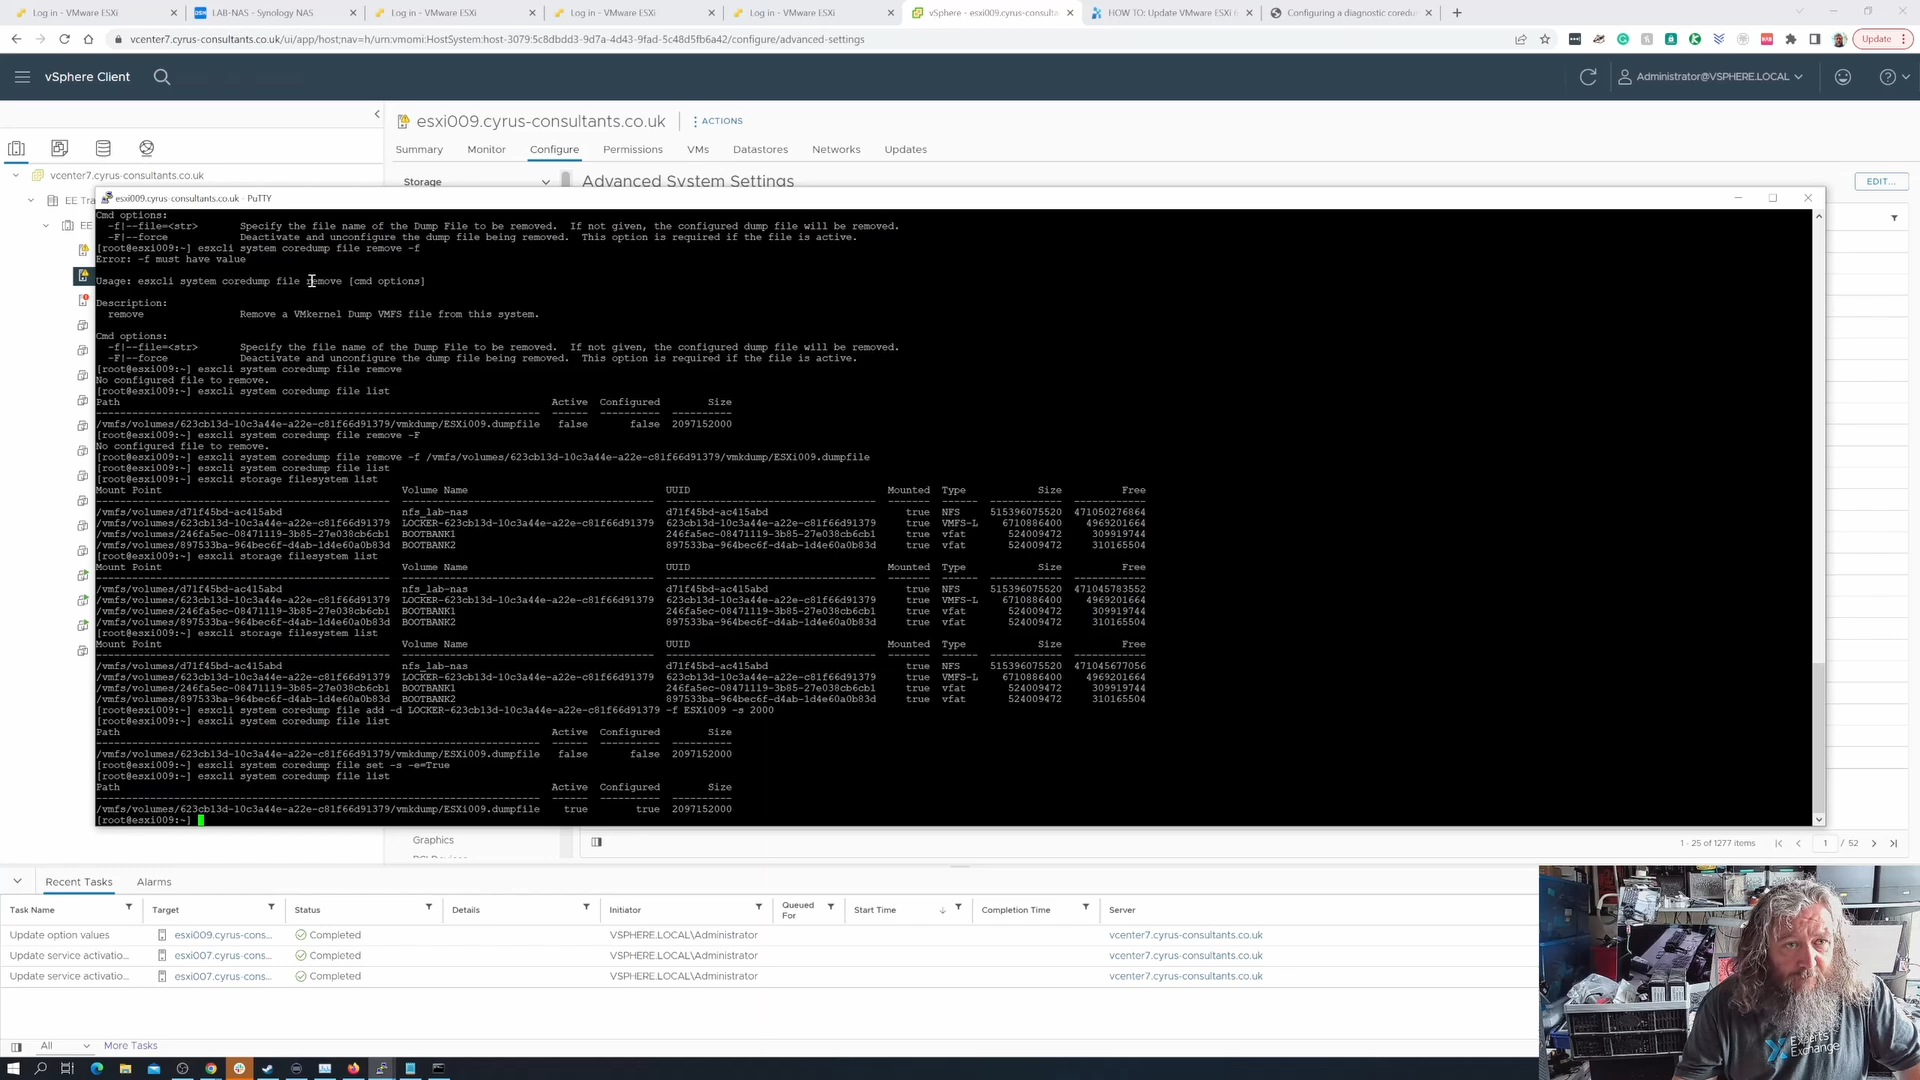 Log in - VMware ESXi
LAB-NAS - Synology NAS
Log in - VMware ESXi
Log in - VMware ESXi
Log in - VMware ESXi
vSphere - esxi009.cyrus-consulta
HOW TO: Update VMware ESXi 6
Configuring a diagnostic coredu
vcenter7.cyrus-consultants.co.uk/ui/app/host;nav=h/urn:vmomi:HostSystem:host-3079:5c8dbdd3-9d7a-4d43-9fad-5c48d5fb6a42/configure/advanced-settings
Update
vSphere Client
Administrator@VSPHERE.LOCAL
esxi009.cyrus-consultants.co.uk
ACTIONS
Summary Monitor Configure Permissions VMs Datastores Networks Updates
vcenter7.cyrus-consultants.co.uk
Storage
Advanced System Settings
EDIT...
EE Tra
EE
esxi009.cyrus-consultants.co.uk - PuTTY
Cmd options:
-f|--file=<str> Specify the file name of the Dump File to be removed. If not given, the configured dump file will be removed.
-F|--force Deactivate and unconfigure the dump file being removed. This option is required if the file is active.
[root@esxi009:~] esxcli system coredump file remove -f
Error: -f must have value
Usage: esxcli system coredump file remove [cmd options]
Description:
remove Remove a VMkernel Dump VMFS file from this system.
Cmd options:
-f|--file=<str> Specify the file name of the Dump File to be removed. If not given, the configured dump file will be removed.
-F|--force Deactivate and unconfigure the dump file being removed. This option is required if the file is active.
[root@esxi009:~] esxcli system coredump file remove
No configured file to remove.
[root@esxi009:~] esxcli system coredump file list
Path Active Configured Size
/vmfs/volumes/623cb13d-10c3a44e-a22e-c81f66d91379/vmkdump/ESXi009.dumpfile false false 2097152000
[root@esxi009:~] esxcli system coredump file remove -F
No configured file to remove.
[root@esxi009:~] esxcli system coredump file remove -f /vmfs/volumes/623cb13d-10c3a44e-a22e-c81f66d91379/vmkdump/ESXi009.dumpfile
[root@esxi009:~] esxcli system coredump file list
[root@esxi009:~] esxcli storage filesystem list
Mount Point Volume Name UUID Mounted Type Size Free
/vmfs/volumes/d71f45bd-ac415abd nfs_lab-nas d71f45bd-ac415abd true NFS 515396075520 471050276864
/vmfs/volumes/623cb13d-10c3a44e-a22e-c81f66d91379 LOCKER-623cb13d-10c3a44e-a22e-c81f66d91379 623cb13d-10c3a44e-a22e-c81f66d91379 true VMFS-L 6710886400 4969201664
/vmfs/volumes/246fa5ec-08471119-3b85-27e038cb6cb1 BOOTBANK1 246fa5ec-08471119-3b85-27e038cb6cb1 true vfat 524009472 309919744
/vmfs/volumes/897533ba-964bec6f-d4ab-1d4e60a0b83d BOOTBANK2 897533ba-964bec6f-d4ab-1d4e60a0b83d true vfat 524009472 310165504
[root@esxi009:~] esxcli storage filesystem list
Mount Point Volume Name UUID Mounted Type Size Free
/vmfs/volumes/d71f45bd-ac415abd nfs_lab-nas d71f45bd-ac415abd true NFS 515396075520 471045783552
/vmfs/volumes/623cb13d-10c3a44e-a22e-c81f66d91379 LOCKER-623cb13d-10c3a44e-a22e-c81f66d91379 623cb13d-10c3a44e-a22e-c81f66d91379 true VMFS-L 6710886400 4969201664
/vmfs/volumes/246fa5ec-08471119-3b85-27e038cb6cb1 BOOTBANK1 246fa5ec-08471119-3b85-27e038cb6cb1 true vfat 524009472 309919744
/vmfs/volumes/897533ba-964bec6f-d4ab-1d4e60a0b83d BOOTBANK2 897533ba-964bec6f-d4ab-1d4e60a0b83d true vfat 524009472 310165504
[root@esxi009:~] esxcli storage filesystem list
Mount Point Volume Name UUID Mounted Type Size Free
/vmfs/volumes/d71f45bd-ac415abd nfs_lab-nas d71f45bd-ac415abd true NFS 515396075520 471045677056
/vmfs/volumes/623cb13d-10c3a44e-a22e-c81f66d91379 LOCKER-623cb13d-10c3a44e-a22e-c81f66d91379 623cb13d-10c3a44e-a22e-c81f66d91379 true VMFS-L 6710886400 4969201664
/vmfs/volumes/246fa5ec-08471119-3b85-27e038cb6cb1 BOOTBANK1 246fa5ec-08471119-3b85-27e038cb6cb1 true vfat 524009472 309919744
/vmfs/volumes/897533ba-964bec6f-d4ab-1d4e60a0b83d BOOTBANK2 897533ba-964bec6f-d4ab-1d4e60a0b83d true vfat 524009472 310165504
[root@esxi009:~] esxcli system coredump file add -d LOCKER-623cb13d-10c3a44e-a22e-c81f66d91379 -f ESXi009 -s 2000
[root@esxi009:~] esxcli system coredump file list
Path Active Configured Size
/vmfs/volumes/623cb13d-10c3a44e-a22e-c81f66d91379/vmkdump/ESXi009.dumpfile false false 2097152000
[root@esxi009:~] esxcli system coredump file set -s -e=True
[root@esxi009:~] esxcli system coredump file list
Path Active Configured Size
/vmfs/volumes/623cb13d-10c3a44e-a22e-c81f66d91379/vmkdump/ESXi009.dumpfile true true 2097152000
[root@esxi009:~]
Graphics
1 - 25 of 1277 items 1 / 52
Recent Tasks Alarms
Task Name Target Status Details Initiator Queued For Start Time Completion Time Server
Update option values esxi009.cyrus-cons... Completed VSPHERE.LOCAL\Administrator vcenter7.cyrus-consultants.co.uk
Update service activatio... esxi007.cyrus-cons... Completed VSPHERE.LOCAL\Administrator vcenter7.cyrus-consultants.co.uk
Update service activatio... esxi007.cyrus-cons... Completed VSPHERE.LOCAL\Administrator vcenter7.cyrus-consultants.co.uk
All More Tasks
Experts
Exchange